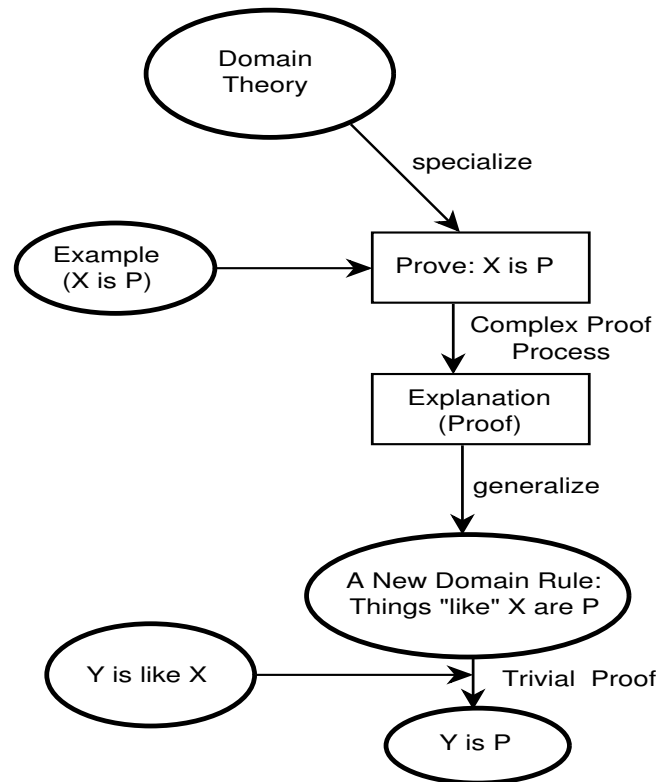 Domain
Theory
specialize
Example
(X is P)
Prove: X is P
Complex Proof
Process
Explanation
(Proof)
generalize
A New Domain Rule:
Things "like" X are P
Y is like X
Trivial Proof
Y is P